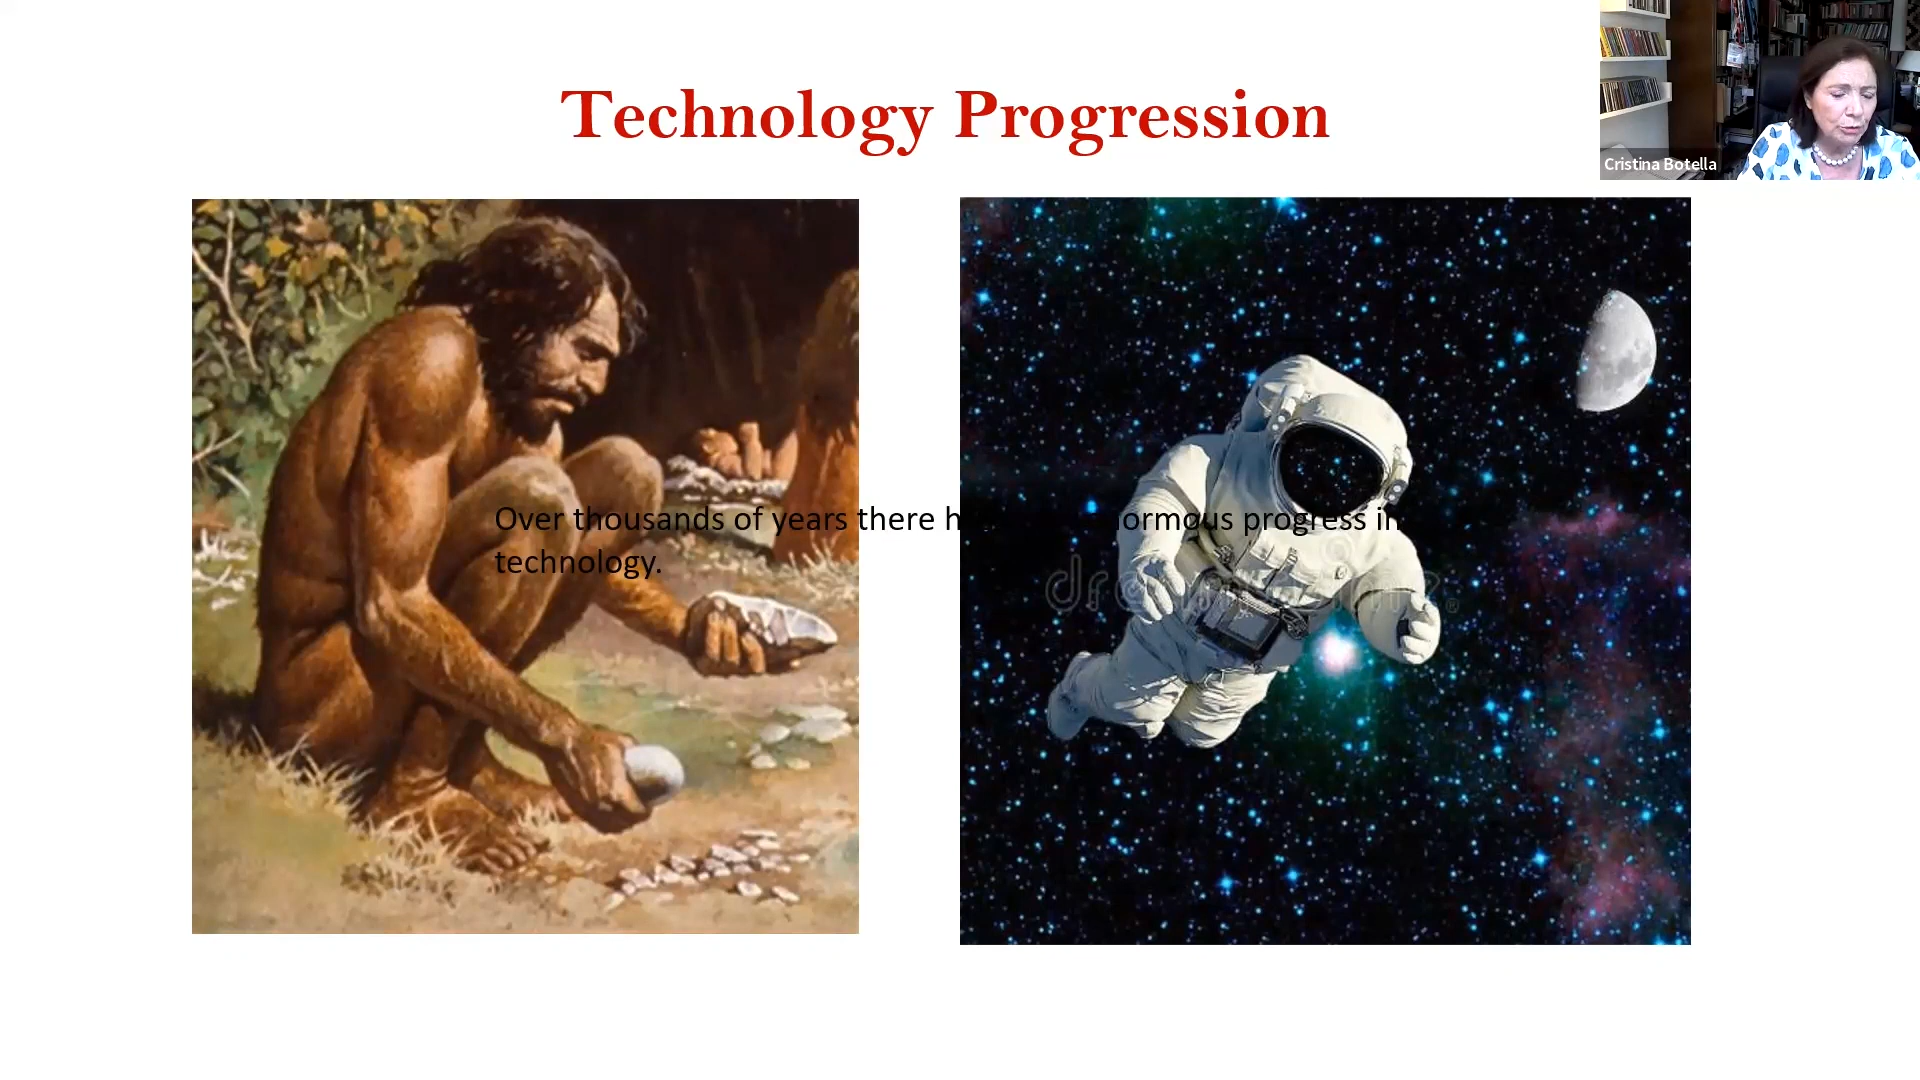 Technology Progression
Cristina Botella
Over thousands of years there h ormous progress in
technology.